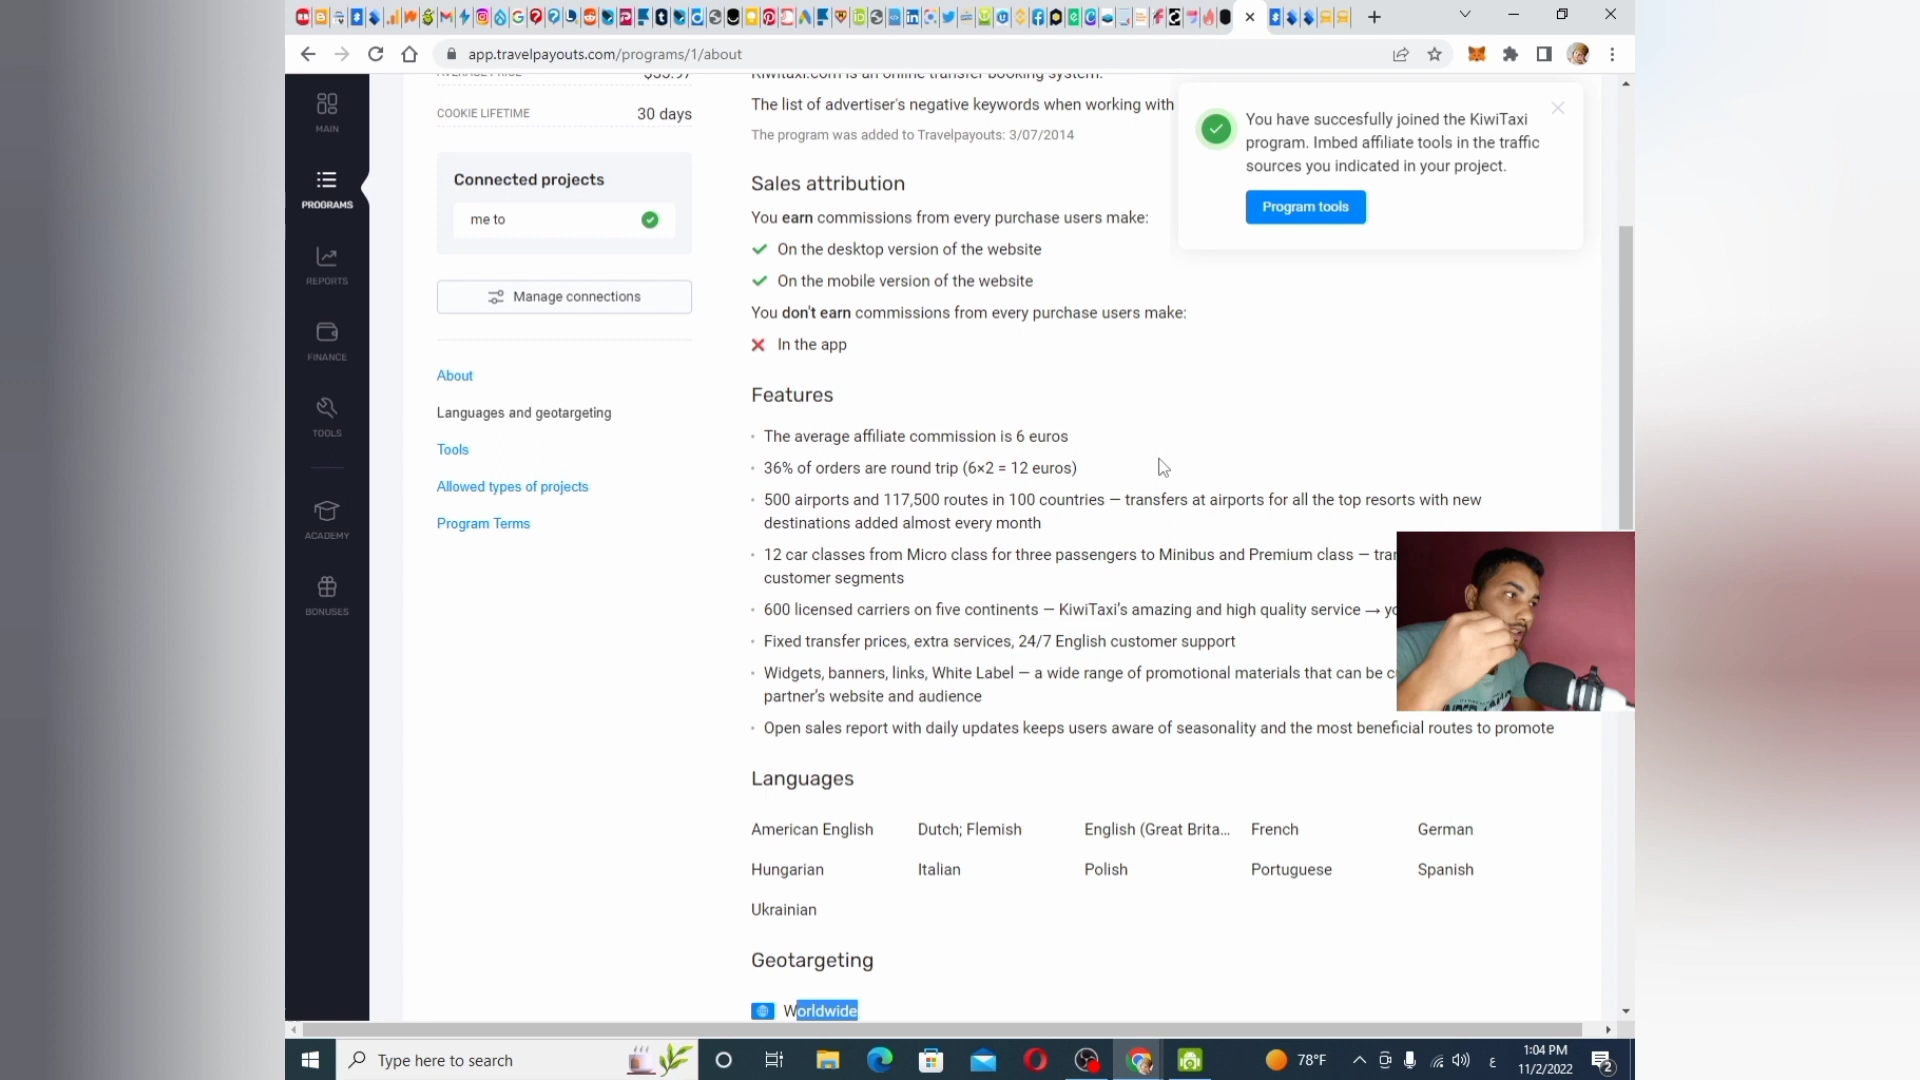 app.travelpayouts.com/programs/1/about
MAIN
PROGRAMS
REPORTS
FINANCE
TOOLS
ACADEMY
BONUSES
AVERAGE PRICE
COOKIE LIFETIME 30 days
Connected projects
me to
Manage connections
About
Languages and geotargeting
Tools
Allowed types of projects
Program Terms
Kiwitaxi.com is an online transfer booking system.
The list of advertiser's negative keywords when working with
The program was added to Travelpayouts: 3/07/2014
Sales attribution
You earn commissions from every purchase users make:
On the desktop version of the website
On the mobile version of the website
You don't earn commissions from every purchase users make:
In the app
Features
· The average affiliate commission is 6 euros
· 36% of orders are round trip (6×2 = 12 euros)
· 500 airports and 117,500 routes in 100 countries — transfers at airports for all the top resorts with new
destinations added almost every month
· 12 car classes from Micro class for three passengers to Minibus and Premium class — trar
customer segments
· 600 licensed carriers on five continents — KiwiTaxi's amazing and high quality service → yo
· Fixed transfer prices, extra services, 24/7 English customer support
· Widgets, banners, links, White Label — a wide range of promotional materials that can be c
partner's website and audience
· Open sales report with daily updates keeps users aware of seasonality and the most beneficial routes to promote
Languages
American English Dutch; Flemish English (Great Brita... French German
Hungarian Italian Polish Portuguese Spanish
Ukrainian
Geotargeting
Worldwide
You have succesfully joined the KiwiTaxi
program. Imbed affiliate tools in the traffic
sources you indicated in your project.
Program tools
Type here to search
78°F
ع
1:04 PM
11/2/2022
2